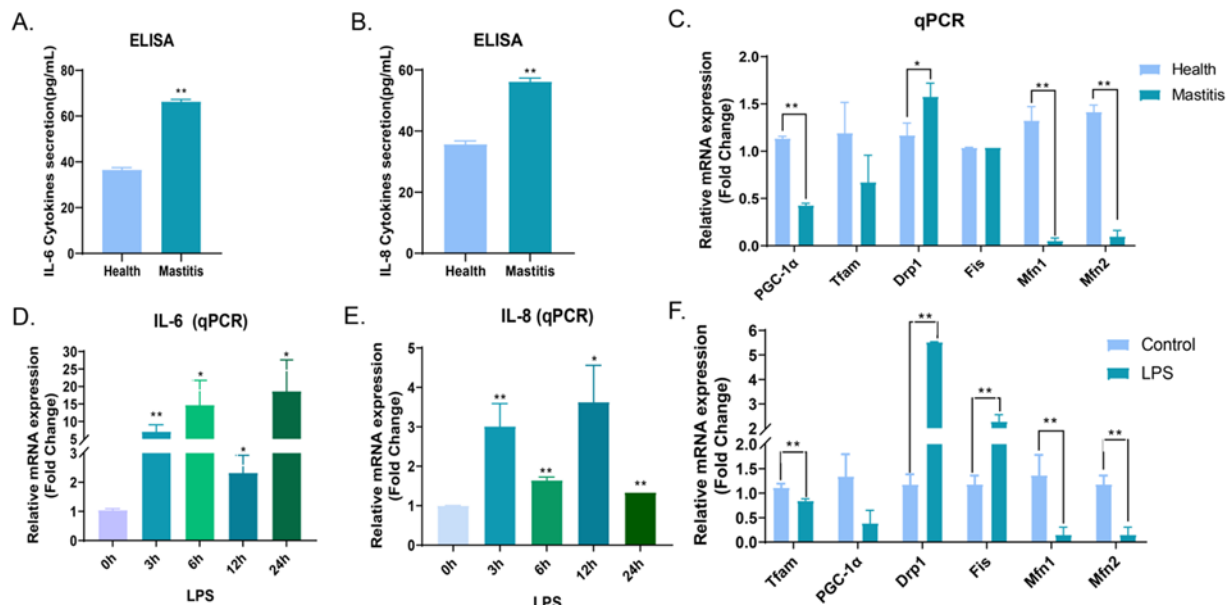 A.
ELISA
IL-6 Cytokines secretion(pg/mL)
80
60
40
20
0
**
Health
Mastitis
B.
ELISA
IL-8 Cytokines secretion(pg/mL)
60
40
20
0
**
Health
Mastitis
C.
qPCR
Relative mRNA expression
(Fold Change)
2.0
1.5
1.0
0.5
0.0
**
*
**
**
PGC-1α
Tfam
Drp1
Fis
Mfn1
Mfn2
Health
Mastitis
D.
IL-6 (qPCR)
Relative mRNA expression
(Fold Change)
30
25
20
15
10
5
3
2
1
0
**
*
*
*
0h
3h
6h
12h
24h
LPS
E.
IL-8 (qPCR)
Relative mRNA expression
(Fold Change)
5
4
3
2
1
0
**
**
*
**
0h
3h
6h
12h
24h
LPS
F.
Relative mRNA expression
(Fold Change)
6
5
4
3
2
2.0
1.5
1.0
0.5
0.0
**
**
**
**
**
Tfam
PGC-1α
Drp1
Fis
Mfn1
Mfn2
Control
LPS